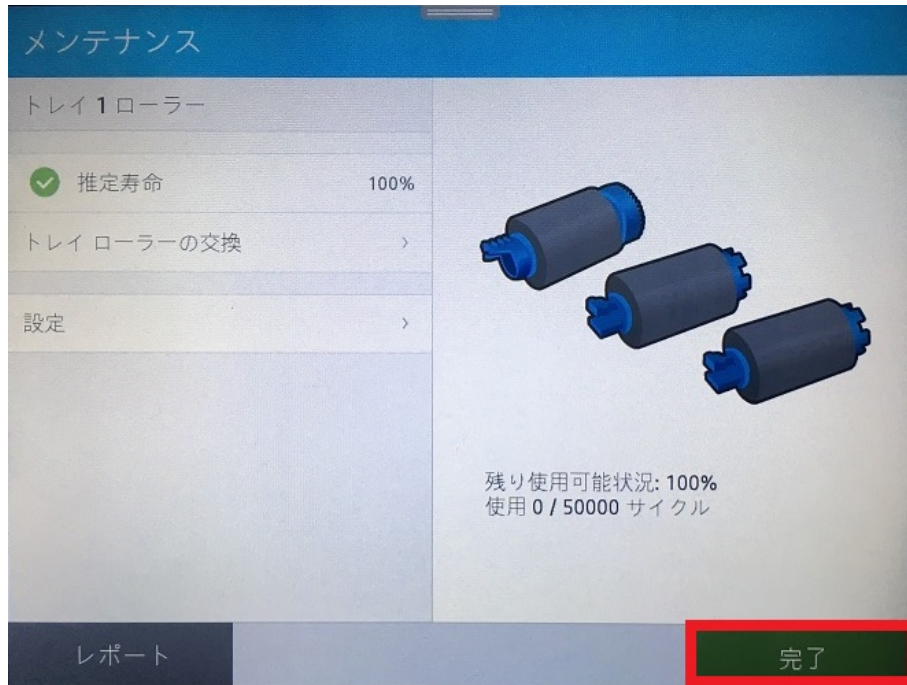 メンテナンス
トレイ 1 ローラー
推定寿命 100%
トレイ ローラーの交換
設定
残り使用可能状況: 100%
使用 0 / 50000 サイクル
レポート
完了